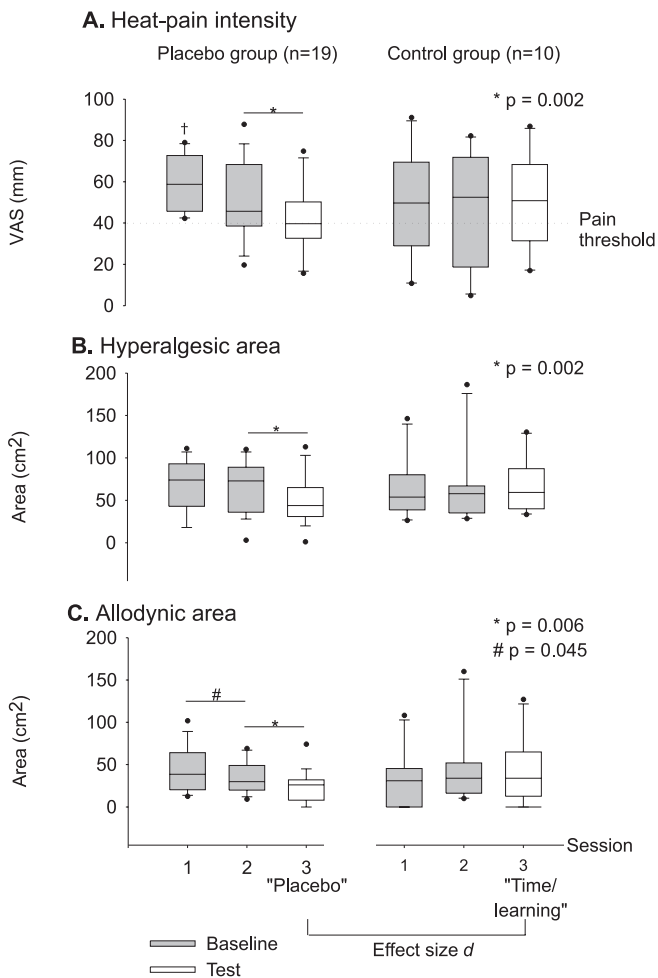 A. Heat-pain intensity
Placebo group (n=19)
Control group (n=10)
100
80
60
40
20
0
VAS (mm)
†
*
* p = 0.002
Pain
threshold
B. Hyperalgesic area
200
150
100
50
0
Area (cm2)
*
* p = 0.002
C. Allodynic area
200
150
100
50
0
Area (cm2)
#
*
* p = 0.006
# p = 0.045
1
2
3
"Placebo"
1
2
3
"Time/
learning"
Session
Baseline
Test
Effect size d